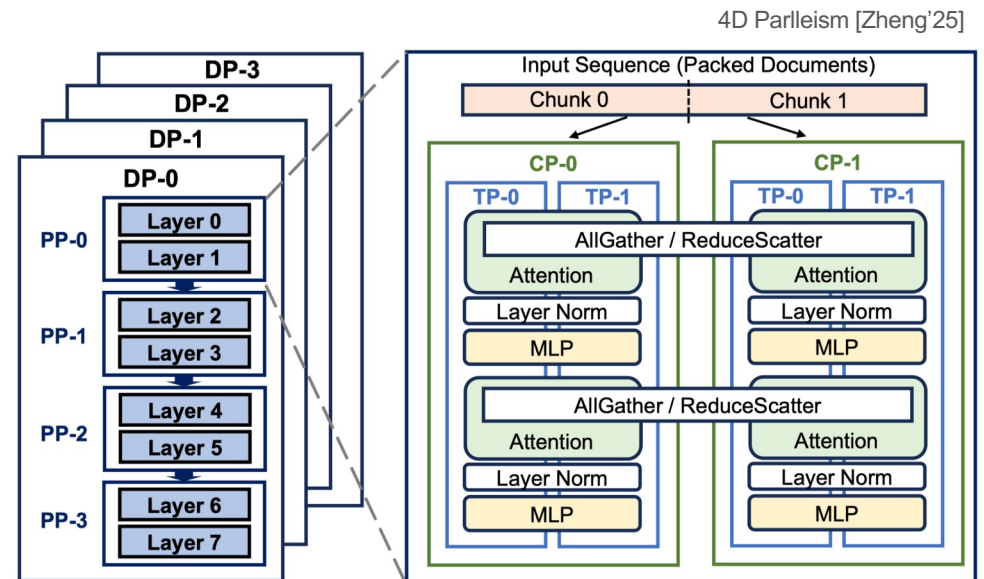 4D Parlleism [Zheng'25]
DP-3
DP-2
DP-1
DP-0
PP-0
Layer 0
Layer 1
PP-1
Layer 2
Layer 3
PP-2
Layer 4
Layer 5
PP-3
Layer 6
Layer 7
Input Sequence (Packed Documents)
Chunk 0
Chunk 1
CP-0
CP-1
TP-0
TP-1
TP-0
TP-1
AllGather / ReduceScatter
Attention
Attention
Layer Norm
Layer Norm
MLP
MLP
AllGather / ReduceScatter
Attention
Attention
Layer Norm
Layer Norm
MLP
MLP